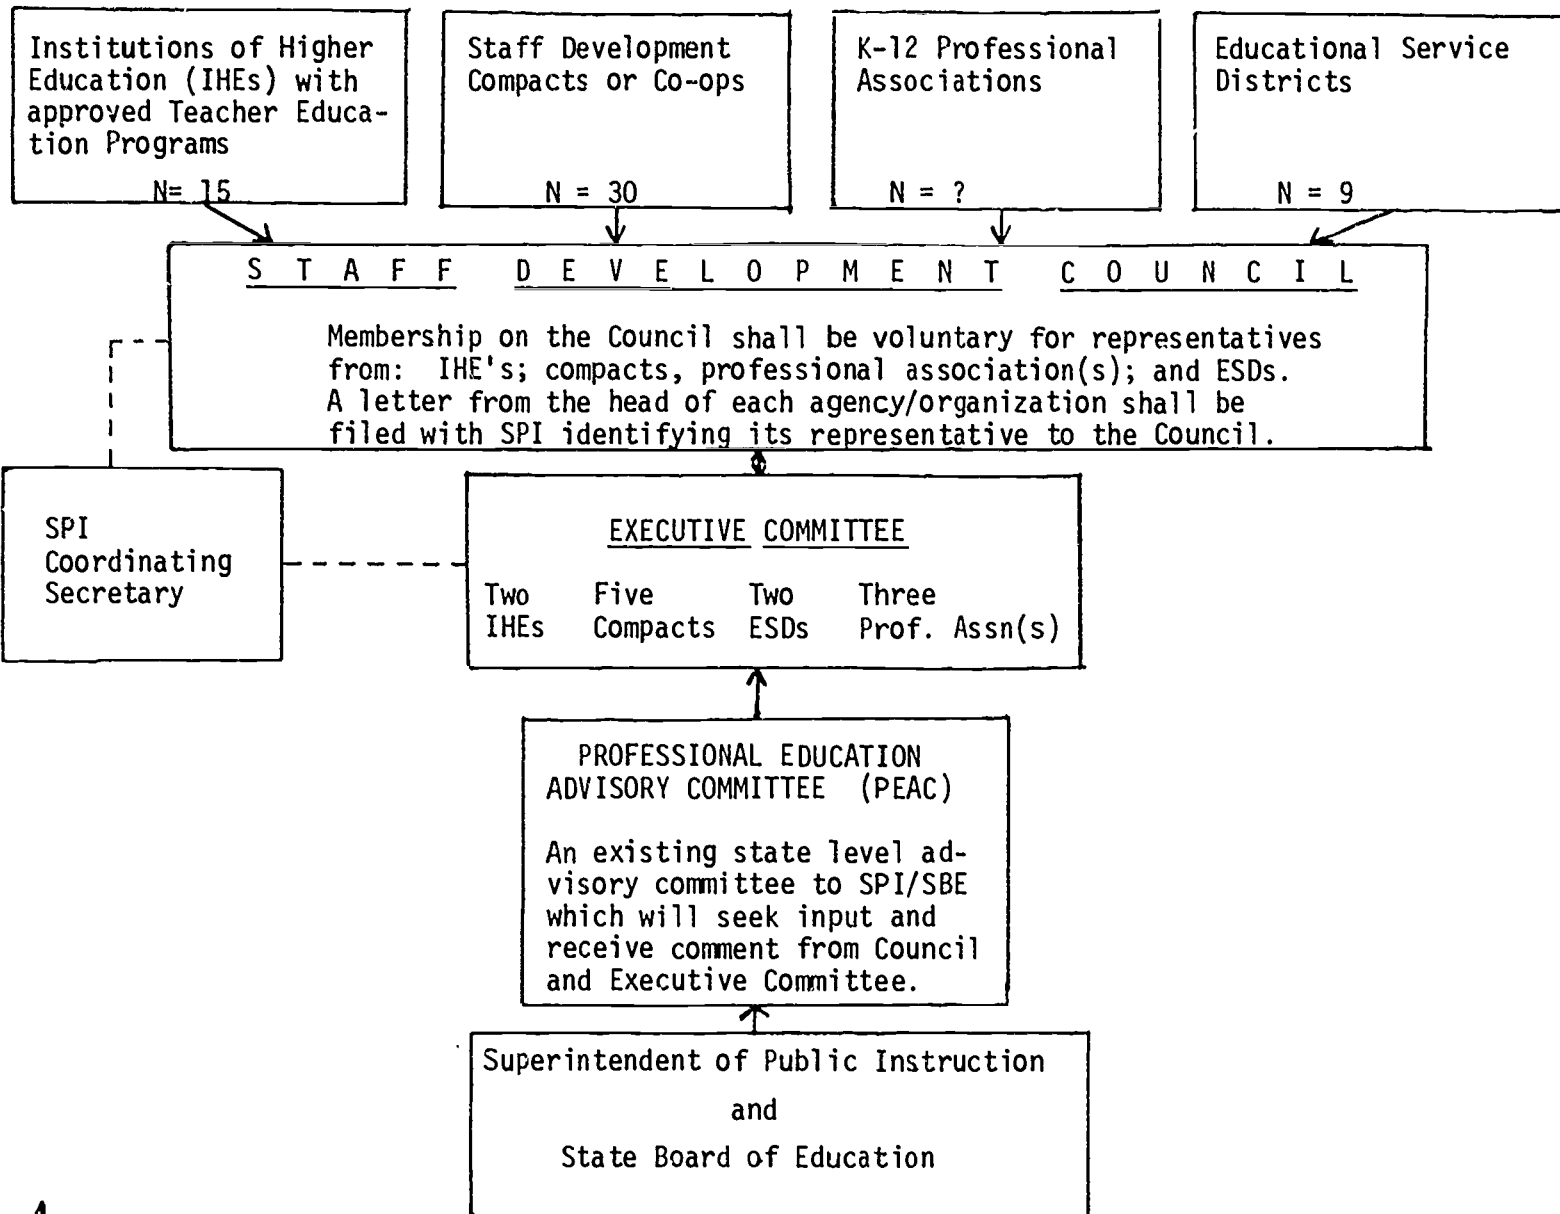 Institutions of Higher
Education (IHEs) with
approved Teacher Educa-
tion Programs
N= 15
Staff Development
Compacts or Co-ops
N = 30
K-12 Professional
Associations
N = ?
Educational Service
Districts
N = 9
STAFF DEVELOPMENT COUNCIL
Membership on the Council shall be voluntary for representatives
from: IHE's; compacts, professional association(s); and ESDs.
A letter from the head of each agency/organization shall be
filed with SPI identifying its representative to the Council.
SPI
Coordinating
Secretary
EXECUTIVE COMMITTEE
Two Five Two Three
IHEs Compacts ESDs Prof. Assn(s)
PROFESSIONAL EDUCATION
ADVISORY COMMITTEE (PEAC)
An existing state level ad-
visory committee to SPI/SBE
which will seek input and
receive comment from Council
and Executive Committee.
Superintendent of Public Instruction
and
State Board of Education